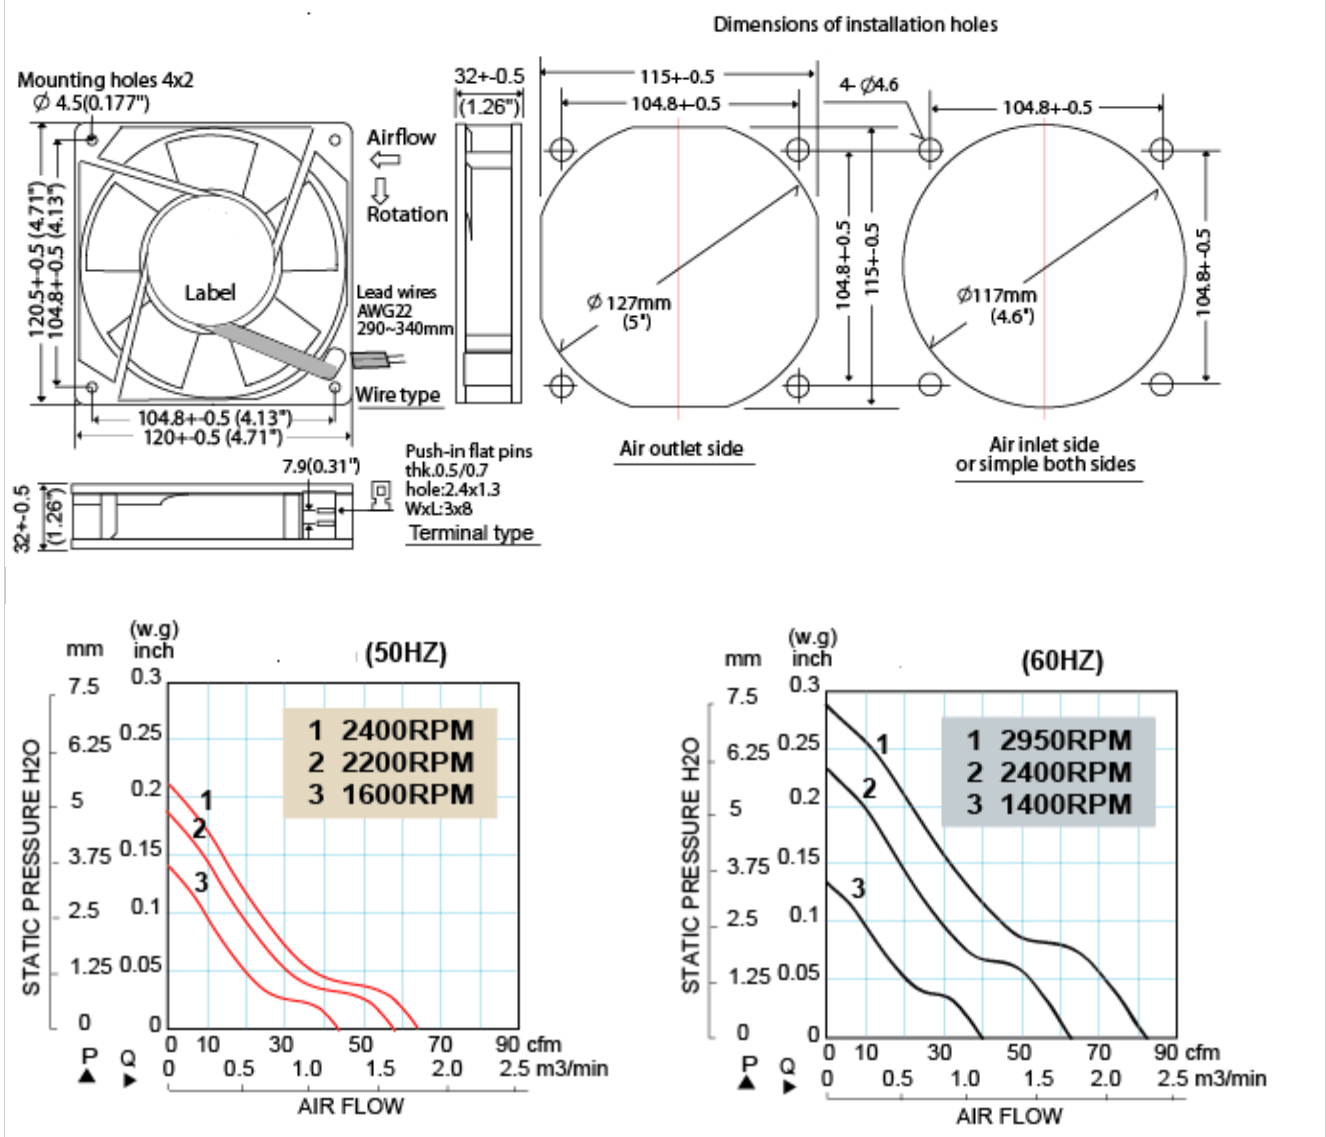 Dimensions of installation holes
Mounting holes 4x2
Ø 4.5(0.177")
32+-0.5
(1.26")
115+-0.5
104.8+-0.5
4- Ø4.6
104.8+-0.5
Airflow
Rotation
120.5+-0.5 (4.71")
104.8+-0.5 (4.13")
Label
Lead wires
AWG22
290~340mm
Wire type
104.8+-0.5 (4.13")
120+-0.5 (4.71")
Ø 127mm
(5")
104.8+-0.5
115+-0.5
Ø117mm
(4.6")
104.8+-0.5
Air outlet side
Air inlet side
or simple both sides
7.9(0.31")
32+-0.5
(1.26")
Push-in flat pins
thk.0.5/0.7
hole:2.4x1.3
WxL:3x8
Terminal type
(w.g)
mm inch
(50HZ)
STATIC PRESSURE H2O
7.5 0.3
6.25 0.25
5 0.2
3.75 0.15
2.5 0.1
1.25 0.05
0 0
1 2400RPM
2 2200RPM
3 1600RPM
1
2
3
P Q
0 10 30 50 70 90 cfm
0 0.5 1.0 1.5 2.0 2.5 m3/min
AIR FLOW
(w.g)
mm inch
(60HZ)
STATIC PRESSURE H2O
7.5 0.3
6.25 0.25
5 0.2
3.75 0.15
2.5 0.1
1.25 0.05
0 0
1 2950RPM
2 2400RPM
3 1400RPM
1
2
3
P Q
0 10 30 50 70 90 cfm
0 0.5 1.0 1.5 2.0 2.5 m3/min
AIR FLOW